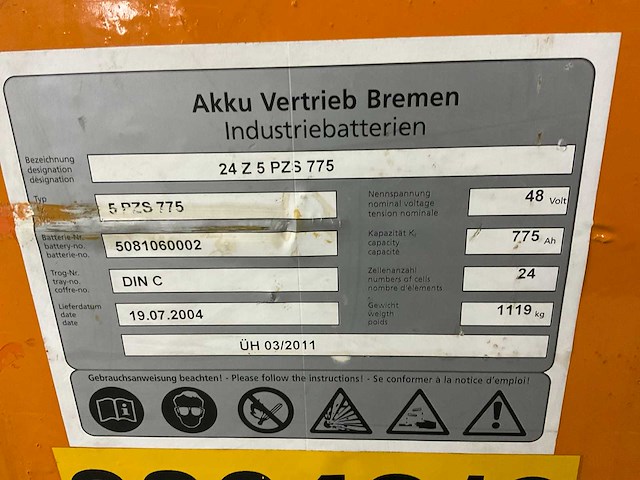 Akku Vertrieb Bremen
Industriebatterien
Bezeichnung
designation
dèsignation
24 Z 5 PZS 775
Typ
5 PZS 775
Nennspannung
nominal voltage
tension nominale
48 Volt
Batterie-Nr.
battery-no.
batterie-no.
5081060002
Kapazität K5
capacity
capacité
775 Ah
Trog-Nr.
tray-no.
coffre-no.
DIN C
Zellenanzahl
numbers of cells
nombre d'elements
24
Lieferdatum
date
date
19.07.2004
Gewicht
weigth
poids
1119 kg
ÜH 03/2011
Gebrauchsanweisung beachten! - Please follow the instructions! - Se conformer à la notice d'emploi!